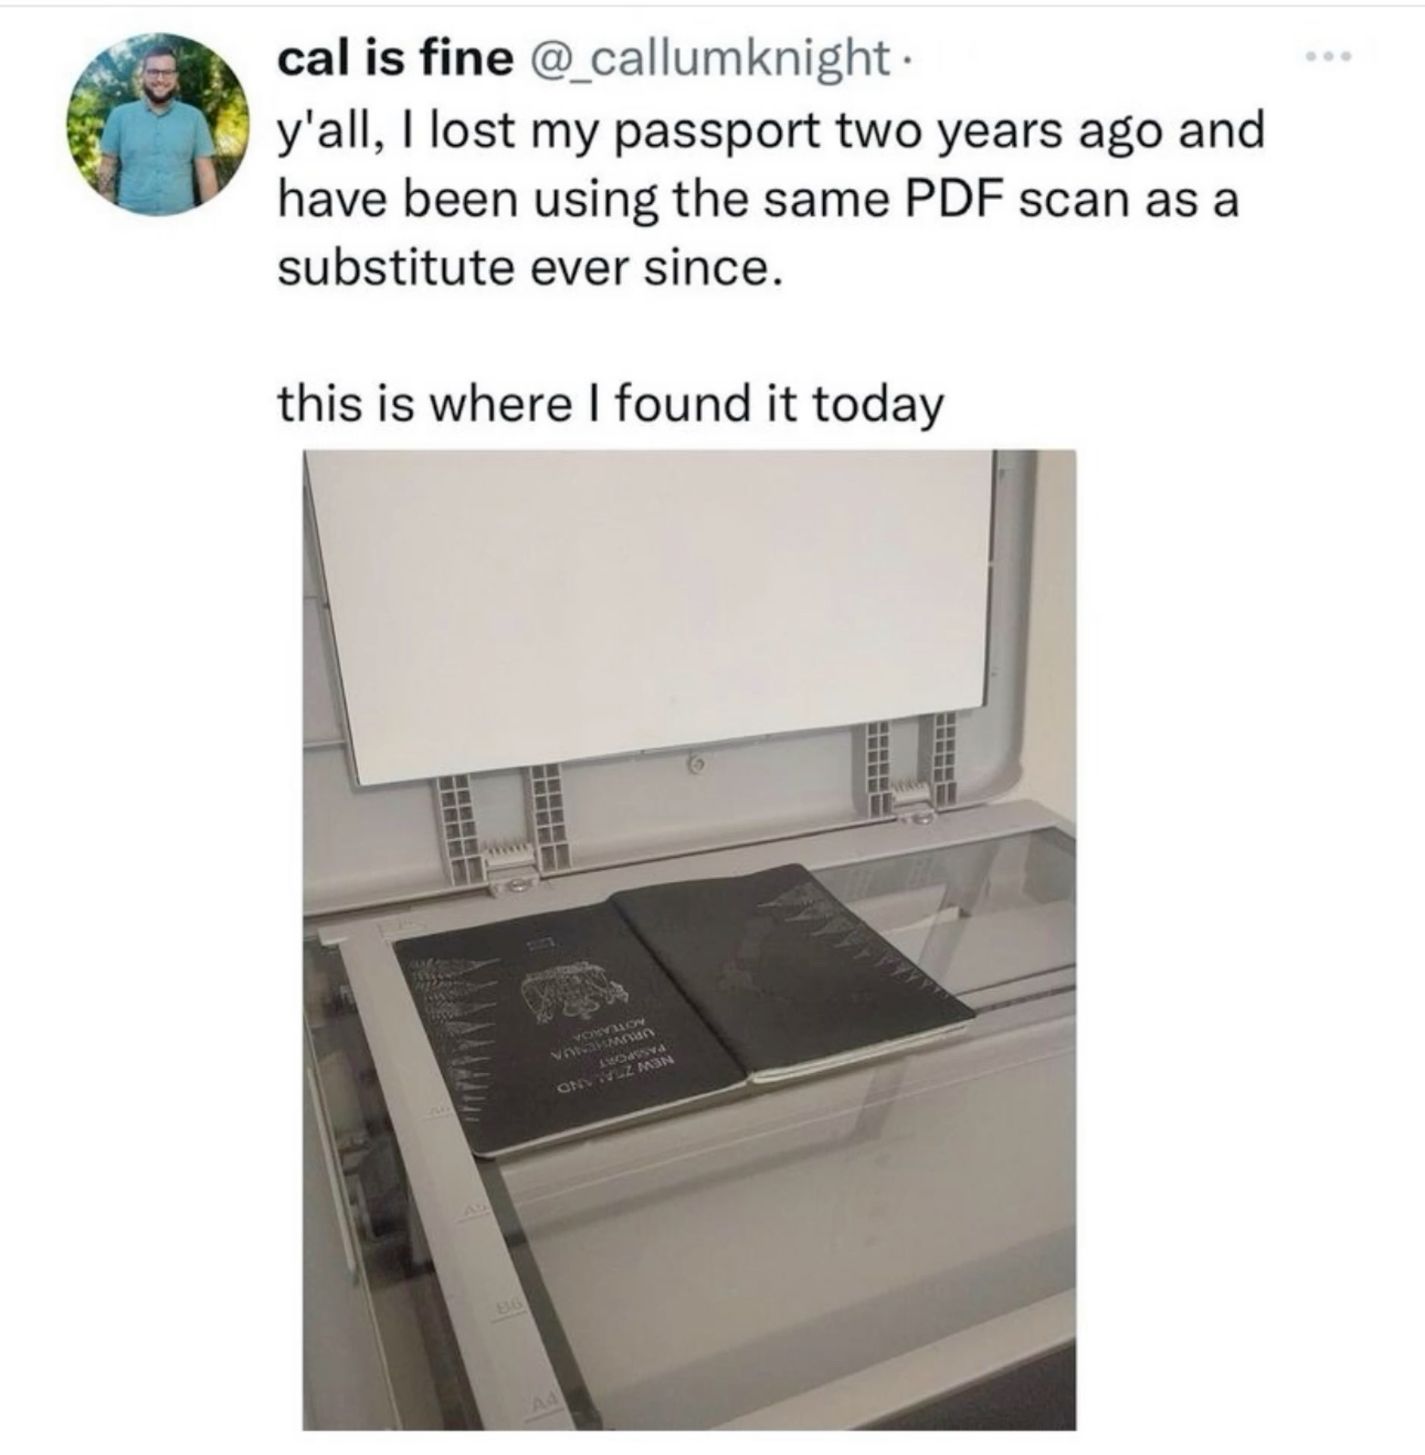 cal is fine @_callumknight ·
y'all, I lost my passport two years ago and
have been using the same PDF scan as a
substitute ever since.
this is where I found it today
NEW ZEALAND
PASSPORT
URUWHENUA
AOTEAROA
A5
B6
A4